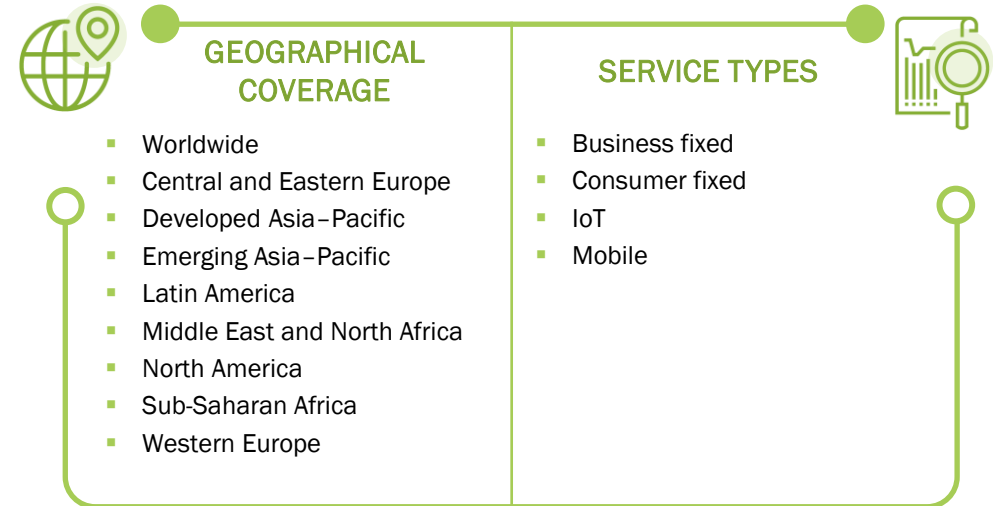 GEOGRAPHICAL
COVERAGE
Worldwide
Central and Eastern Europe
Developed Asia–Pacific
Emerging Asia–Pacific
Latin America
Middle East and North Africa
North America
Sub-Saharan Africa
Western Europe
SERVICE TYPES
Business fixed
Consumer fixed
IoT
Mobile